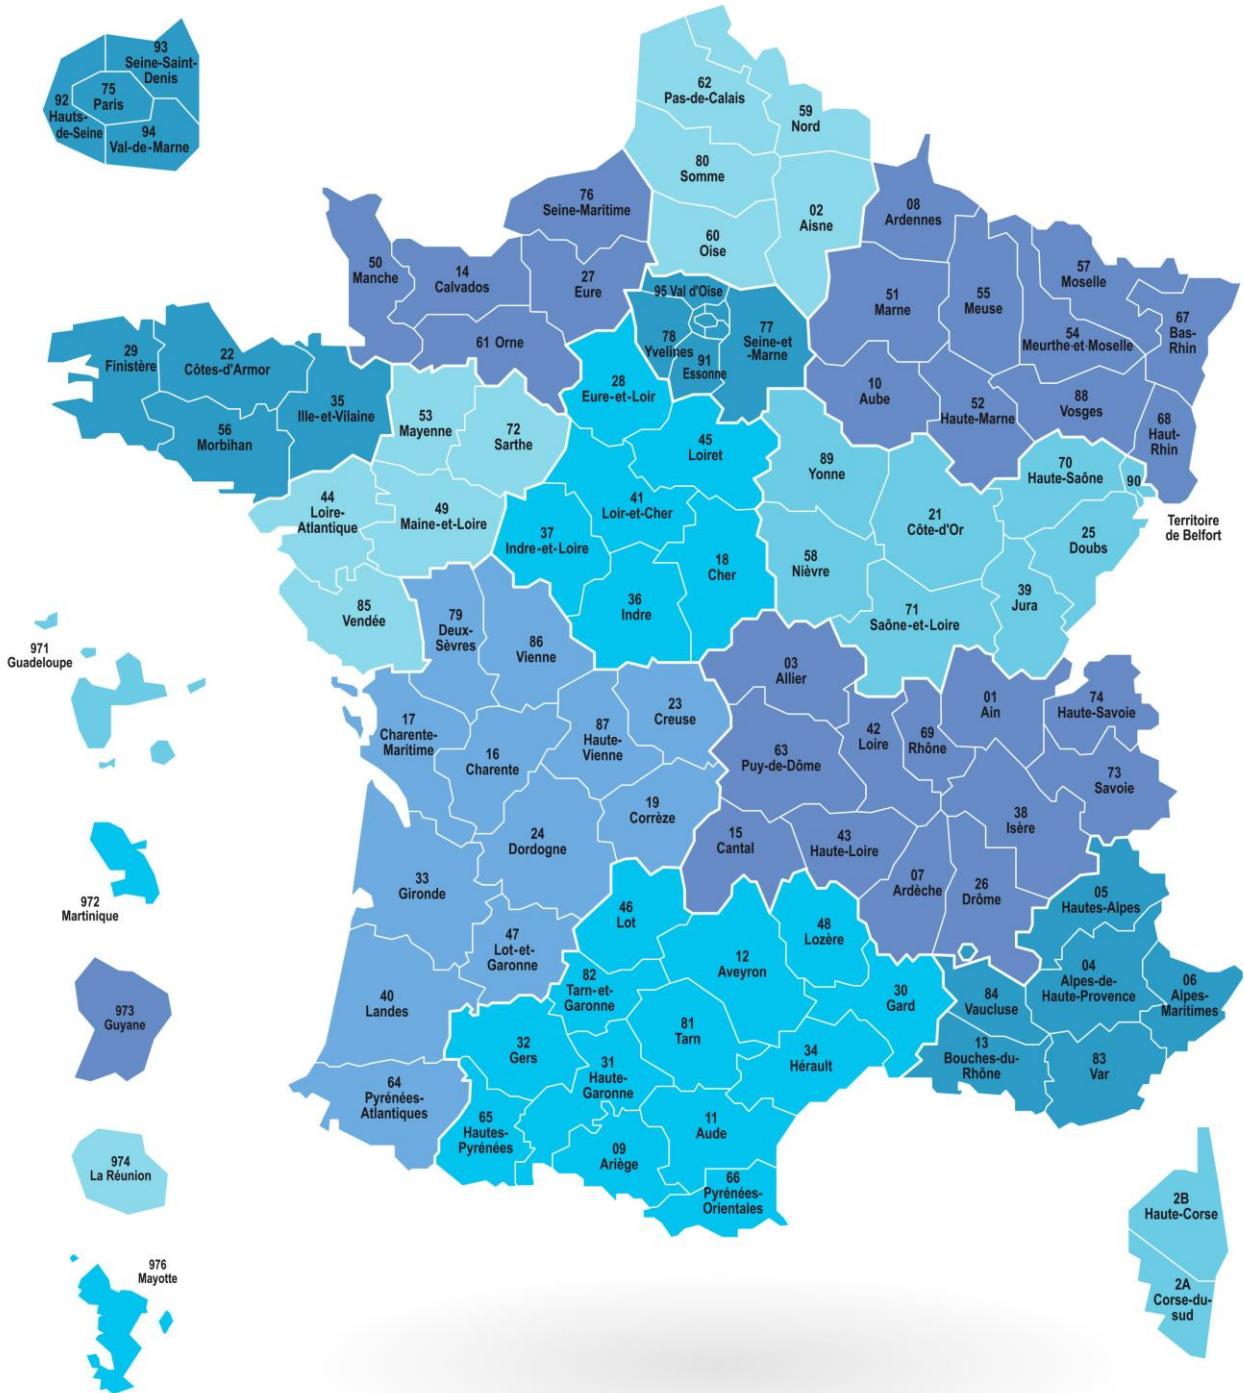 93
Seine-Saint-
Denis
75
Paris
92
Hauts-
de-Seine
94
Val-de-Marne
62
Pas-de-Calais
59
Nord
80
Somme
76
Seine-Maritime
02
Aisne
08
Ardennes
60
Oise
50
Manche
14
Calvados
27
Eure
95 Val d'Oise
51
Marne
55
Meuse
57
Moselle
67
Bas-
Rhin
54
Meurthe-et-Moselle
61 Orne
78
Yvelines
91
Essonne
77
Seine-et
-Marne
29
Finistère
22
Côtes-d'Armor
35
Ille-et-Vilaine
56
Morbihan
28
Eure-et-Loir
10
Aube
52
Haute-Marne
88
Vosges
68
Haut-
Rhin
53
Mayenne
72
Sarthe
45
Loiret
89
Yonne
70
Haute-Saône
90
Territoire
de Belfort
44
Loire-
Atlantique
49
Maine-et-Loire
41
Loir-et-Cher
37
Indre-et-Loire
21
Côte-d'Or
25
Doubs
18
Cher
58
Nièvre
39
Jura
36
Indre
71
Saône-et-Loire
85
Vendée
79
Deux-
Sèvres
86
Vienne
971
Guadeloupe
03
Allier
01
Ain
74
Haute-Savoie
23
Creuse
17
Charente-
Maritime
87
Haute-
Vienne
16
Charente
63
Puy-de-Dôme
42
Loire
69
Rhône
73
Savoie
19
Corrèze
38
Isère
24
Dordogne
15
Cantal
43
Haute-Loire
07
Ardèche
26
Drôme
05
Hautes-Alpes
33
Gironde
972
Martinique
46
Lot
48
Lozère
47
Lot-et-
Garonne
12
Aveyron
04
Alpes-de-
Haute-Provence
06
Alpes-
Maritimes
82
Tarn-et-
Garonne
30
Gard
84
Vaucluse
40
Landes
973
Guyane
81
Tarn
32
Gers
34
Hérault
13
Bouches-du-
Rhône
83
Var
31
Haute-
Garonne
64
Pyrénées-
Atlantiques
65
Hautes-
Pyrénées
11
Aude
09
Ariège
66
Pyrénées-
Orientales
974
La Réunion
2B
Haute-Corse
976
Mayotte
2A
Corse-du-
sud